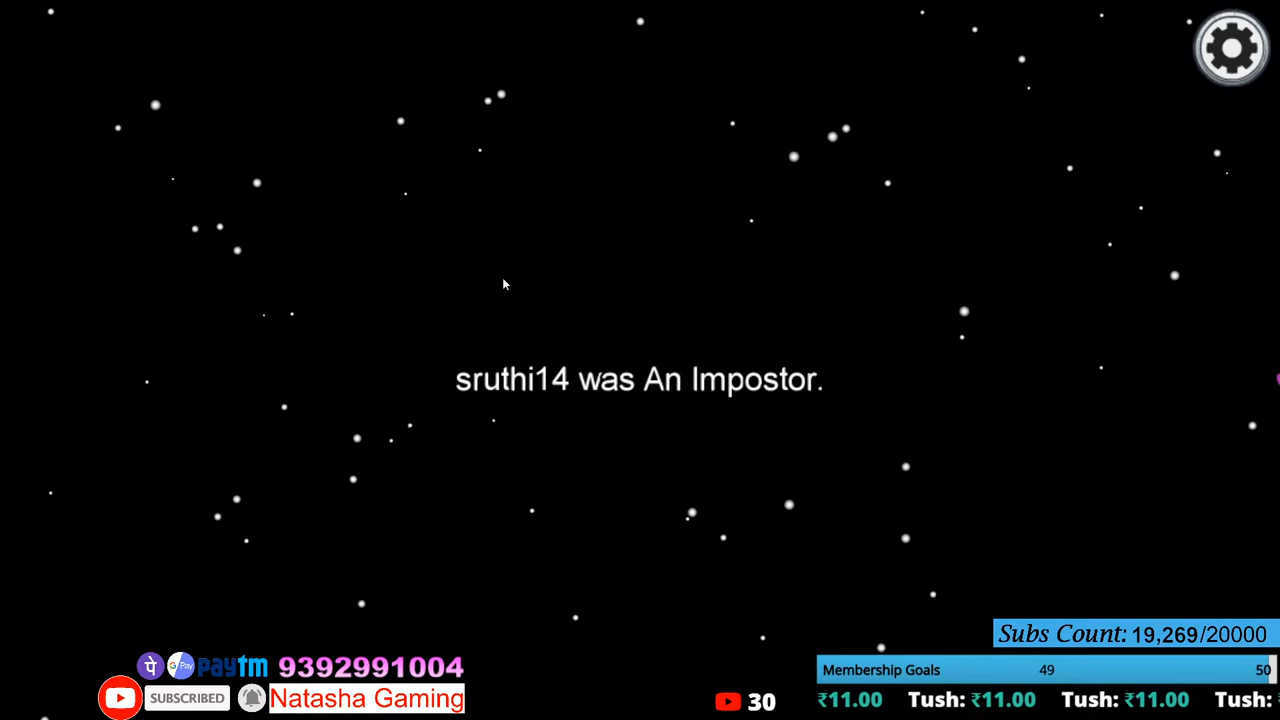 sruthi14 was An Impostor.
Subs Count: 19,269/20000
पे G Pay paytm 9392991004
Membership Goals 49 50
SUBSCRIBED Natasha Gaming
30
₹11.00 Tush: ₹11.00 Tush: ₹11.00 Tush: